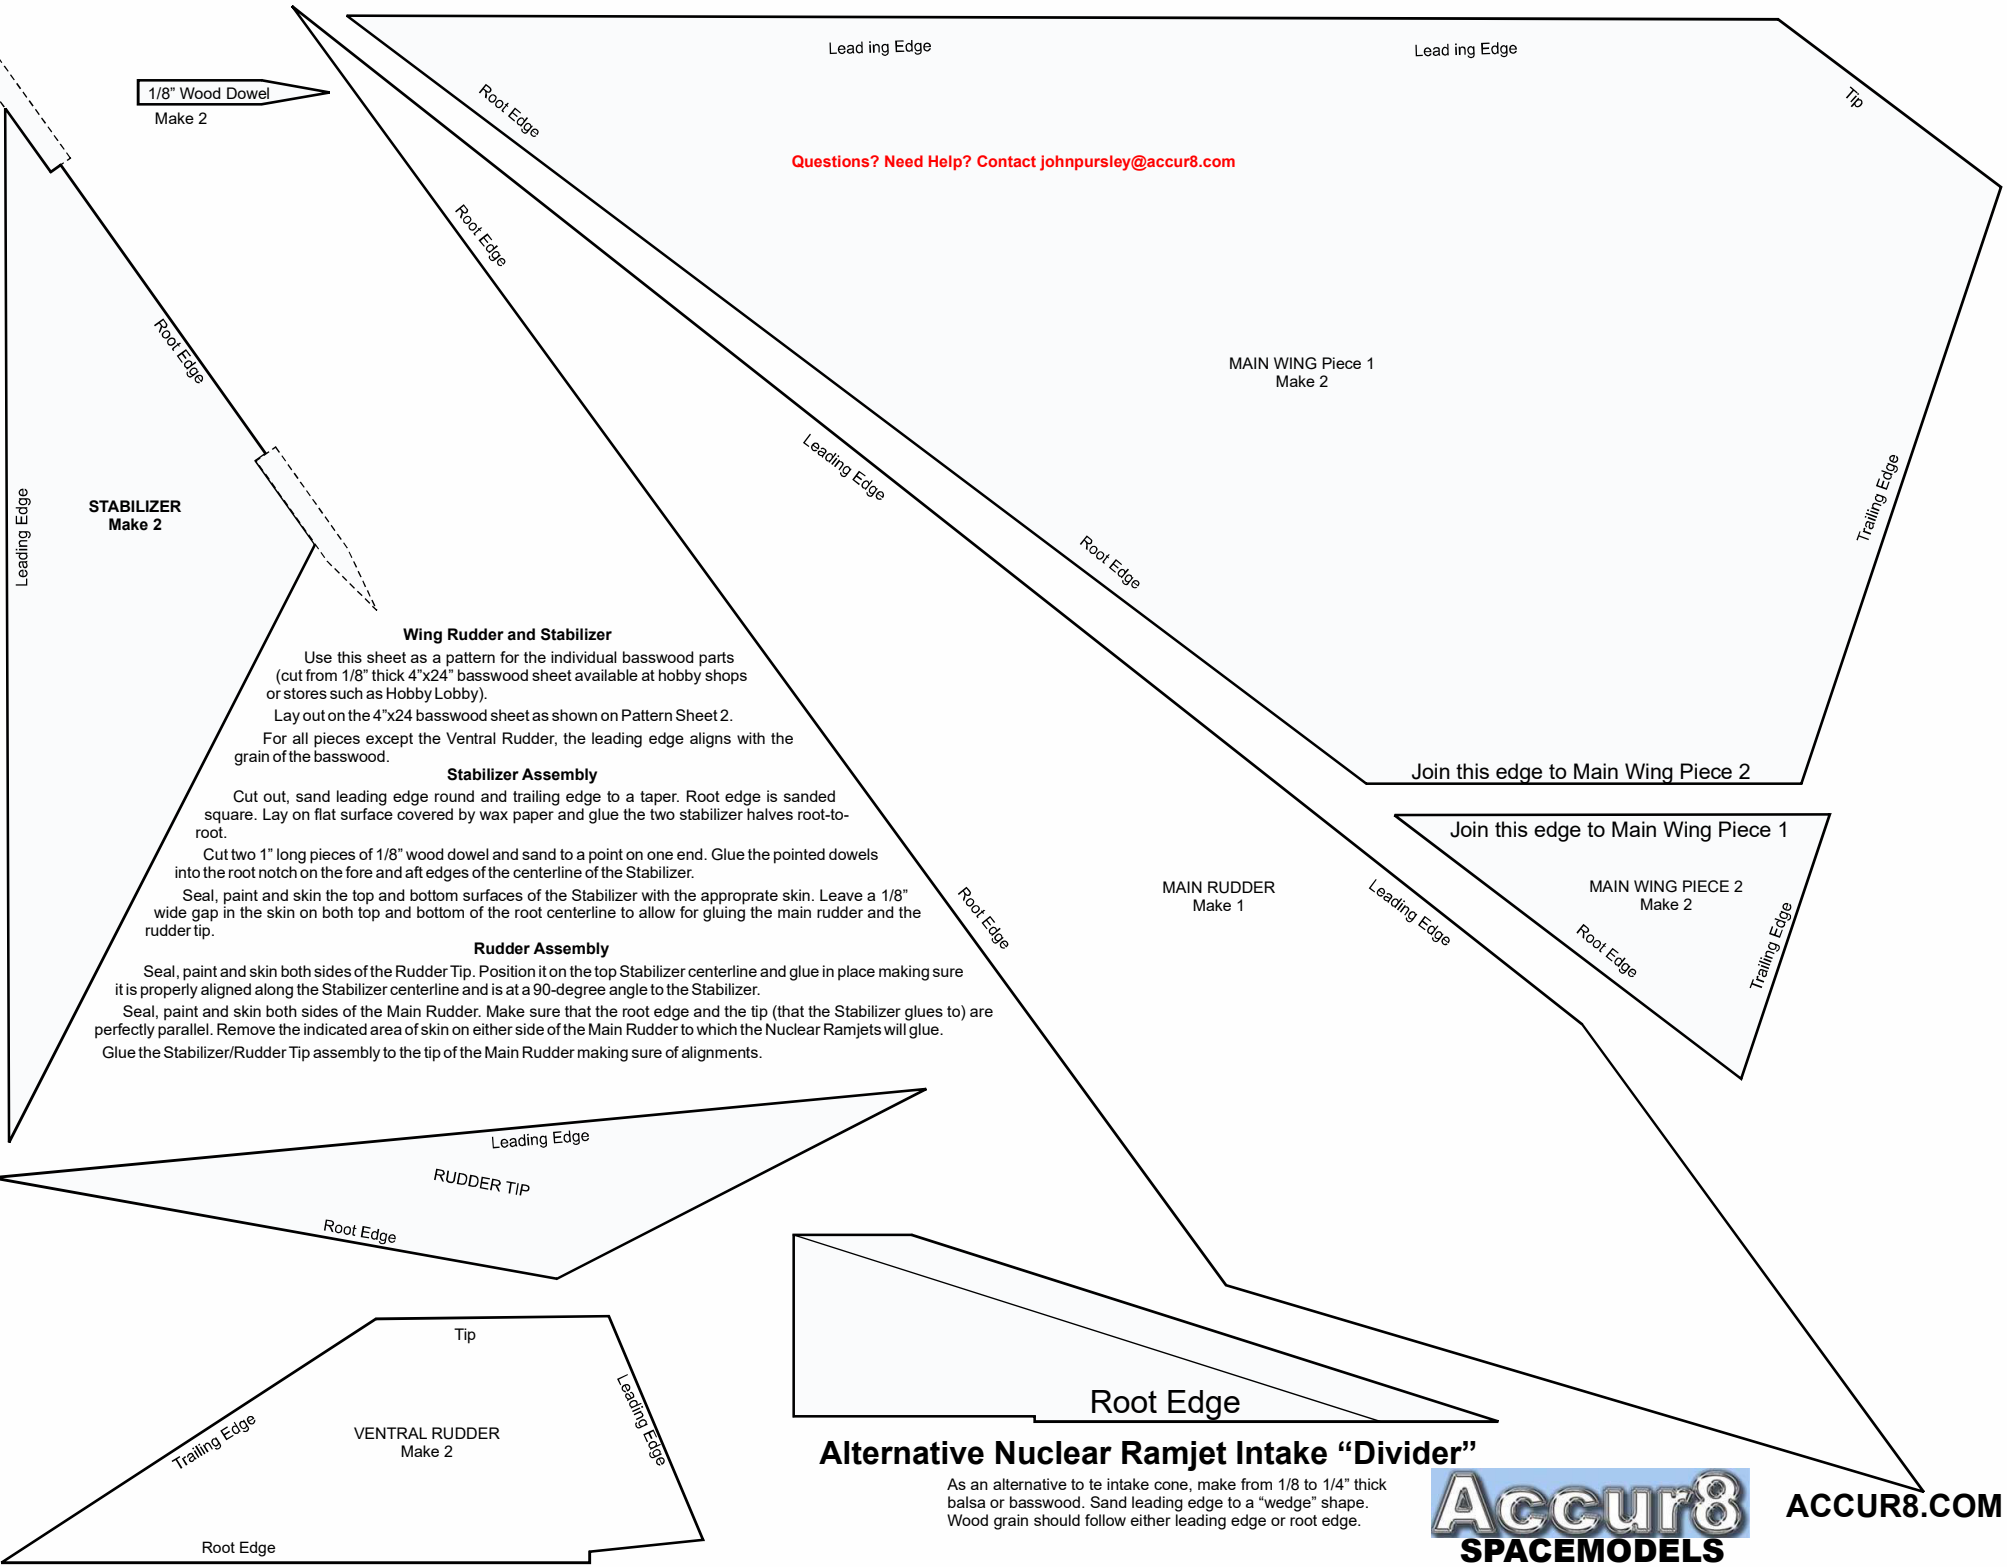 Lead ing Edge
Lead ing Edge
Tip
Root Edge
1/8” Wood Dowel
Make 2
Questions? Need Help? Contact johnpursley@accur8.com
Root Edge
Root Edge
MAIN WING Piece 1
Make 2
Leading Edge
Trailing Edge
Leading Edge
STABILIZER
Make 2
Root Edge
Wing Rudder and Stabilizer
Use this sheet as a pattern for the individual basswood parts
(cut from 1/8” thick 4”x24” basswood sheet available at hobby shops
or stores such as Hobby Lobby).
Lay out on the 4”x24 basswood sheet as shown on Pattern Sheet 2.
For all pieces except the Ventral Rudder, the leading edge aligns with the
grain of the basswood.
Stabilizer Assembly
Cut out, sand leading edge round and trailing edge to a taper. Root edge is sanded
square. Lay on flat surface covered by wax paper and glue the two stabilizer halves root-to-
root.
Cut two 1” long pieces of 1/8” wood dowel and sand to a point on one end. Glue the pointed dowels
into the root notch on the fore and aft edges of the centerline of the Stabilizer.
Seal, paint and skin the top and bottom surfaces of the Stabilizer with the approprate skin. Leave a 1/8”
wide gap in the skin on both top and bottom of the root centerline to allow for gluing the main rudder and the
rudder tip.
Rudder Assembly
Seal, paint and skin both sides of the Rudder Tip. Position it on the top Stabilizer centerline and glue in place making sure
it is properly aligned along the Stabilizer centerline and is at a 90-degree angle to the Stabilizer.
Seal, paint and skin both sides of the Main Rudder. Make sure that the root edge and the tip (that the Stabilizer glues to) are
perfectly parallel. Remove the indicated area of skin on either side of the Main Rudder to which the Nuclear Ramjets will glue.
Glue the Stabilizer/Rudder Tip assembly to the tip of the Main Rudder making sure of alignments.
Join this edge to Main Wing Piece 2
Join this edge to Main Wing Piece 1
MAIN WING PIECE 2
Make 2
Root Edge
Trailing Edge
MAIN RUDDER
Make 1
Leading Edge
Root Edge
Leading Edge
RUDDER TIP
Root Edge
Tip
Leading Edge
Trailing Edge
VENTRAL RUDDER
Make 2
Root Edge
Root Edge
Alternative Nuclear Ramjet Intake “Divider”
As an alternative to te intake cone, make from 1/8 to 1/4” thick
balsa or basswood. Sand leading edge to a “wedge” shape.
Wood grain should follow either leading edge or root edge.
Accur8
SPACEMODELS
ACCUR8.COM